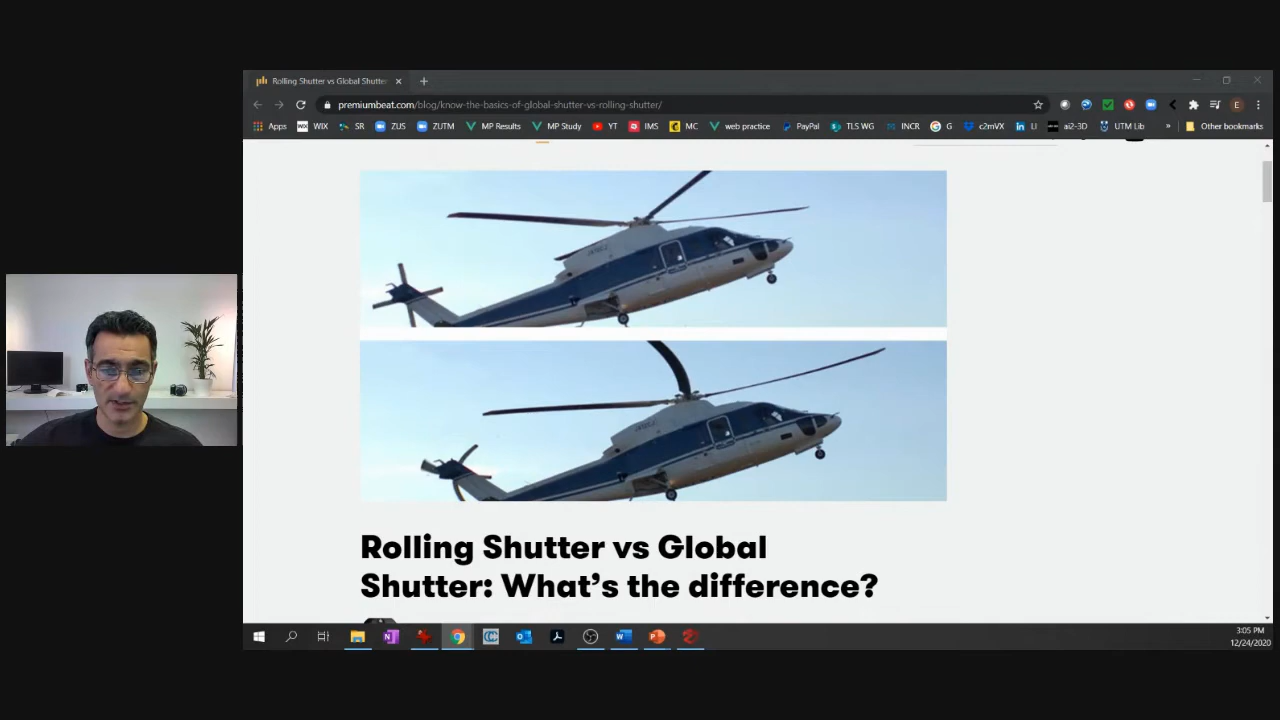 Rolling Shutter vs Global Shutter
premiumbeat.com/blog/know-the-basics-of-global-shutter-vs-rolling-shutter/
E
Apps WX WIX SR ZUS ZUTM MP Results MP Study YT IMS MC web practice PayPal TLS WG INCR G c2mVX LI ai2-3D UTM Lib » Other bookmarks
Rolling Shutter vs Global
Shutter: What's the difference?
3:05 PM
12/24/2020